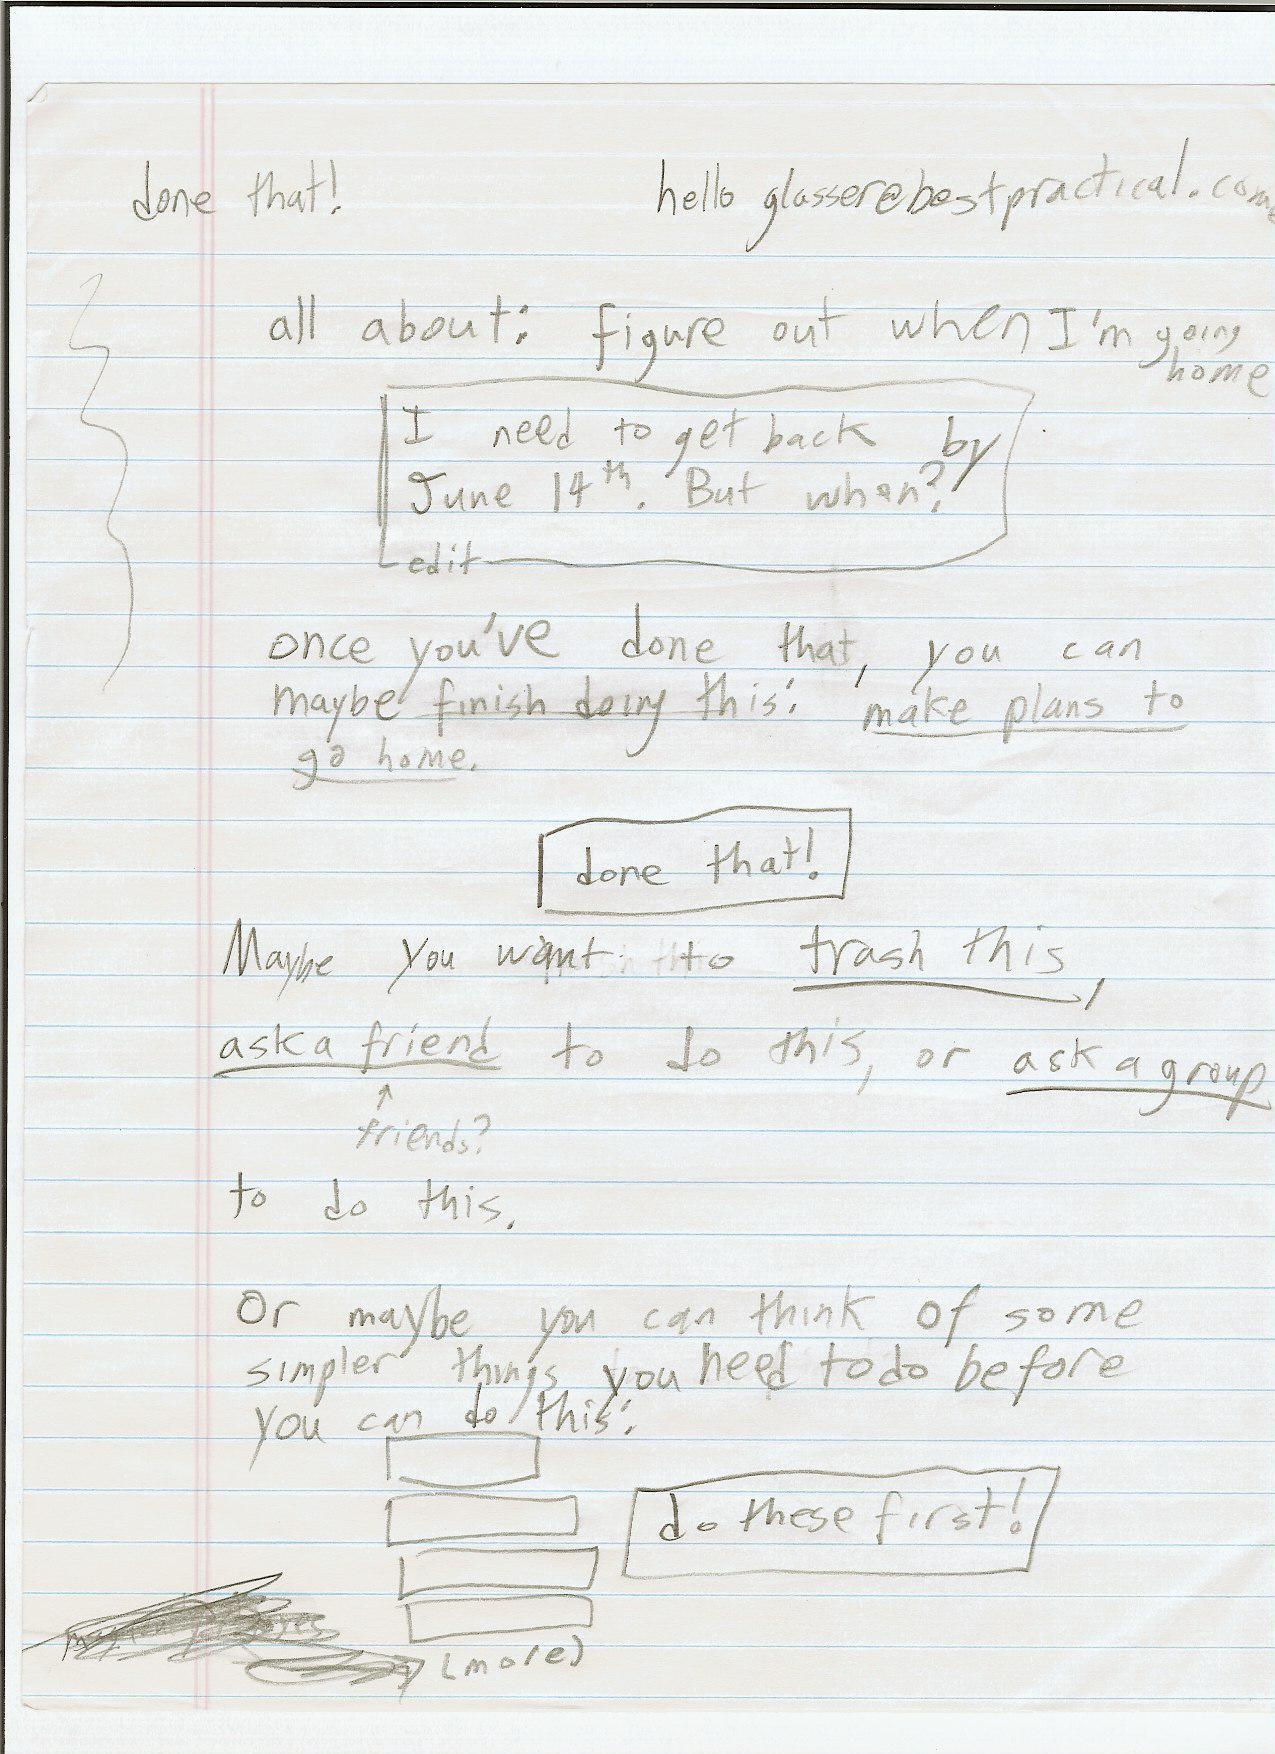 done that! hello glasser@bestpractical.com
all about: figure out when I'm going
home
I need to get back by
June 14th. But when?
edit
once you've done that, you can
maybe finish doing this: make plans to
go home.
done that!
Maybe you want to trash this,
ask a friend to do this, or ask a group
friends?
to do this.
Or maybe you can think of some
simpler things you need to do before
you can do this:
do these first!
(more)